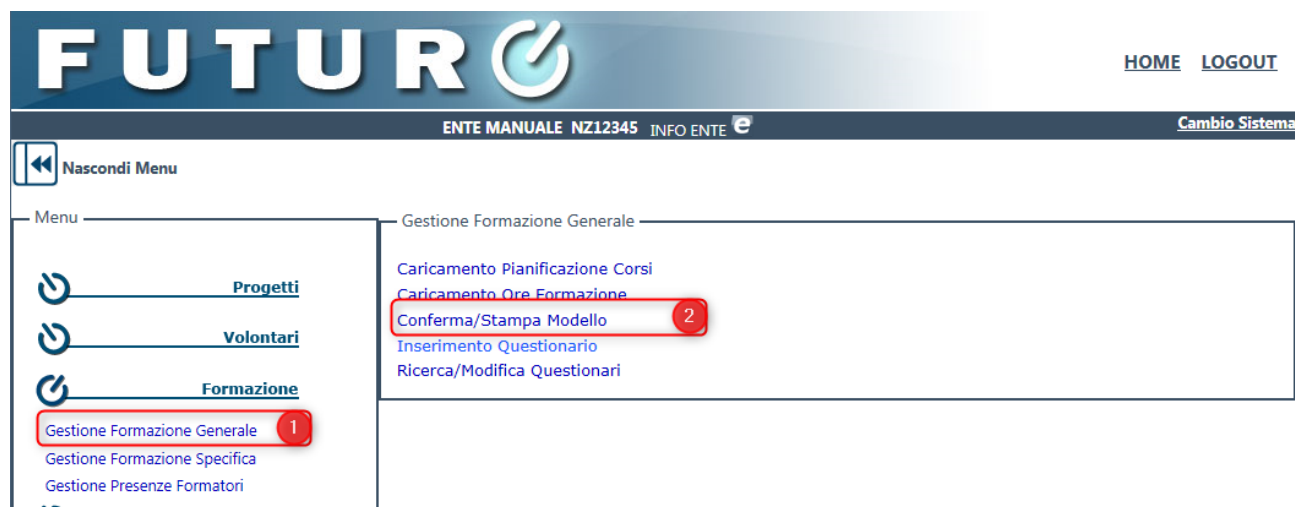 FUTURO
HOME LOGOUT
ENTE MANUALE NZ12345 INFO ENTE e
Cambio Sistema
Nascondi Menu
Menu
Progetti
Volontari
Formazione
Gestione Formazione Generale 1
Gestione Formazione Specifica
Gestione Presenze Formatori
Gestione Formazione Generale
Caricamento Pianificazione Corsi
Caricamento Ore Formazione
Conferma/Stampa Modello 2
Inserimento Questionario
Ricerca/Modifica Questionari